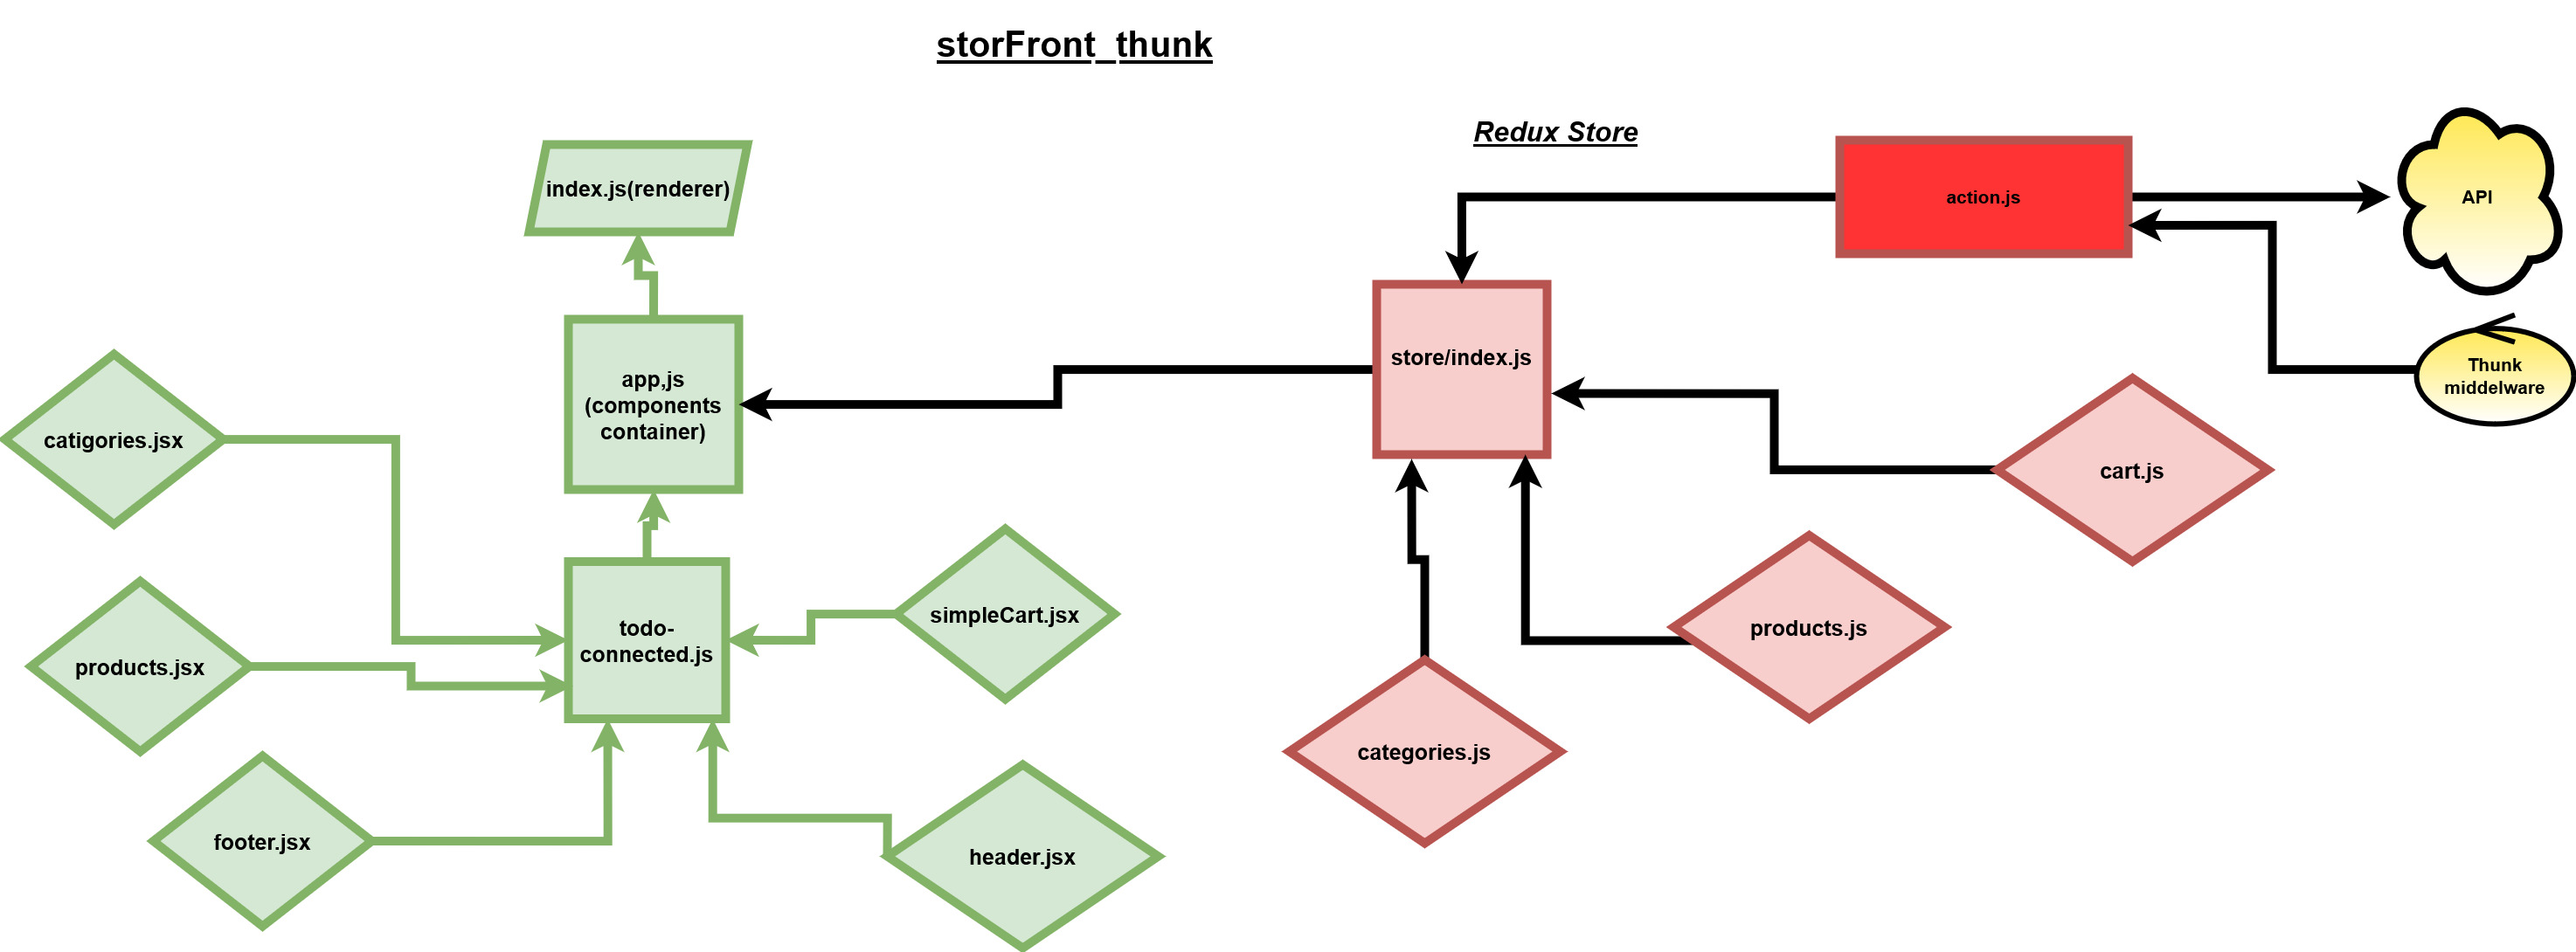 storFront_thunk
Redux Store
index.js(renderer)
action.js
API
store/index.js
Thunk
middelware
app,js
(components
container)
catigories.jsx
cart.js
simpleCart.jsx
products.js
todo-
connected.js
products.jsx
categories.js
footer.jsx
header.jsx